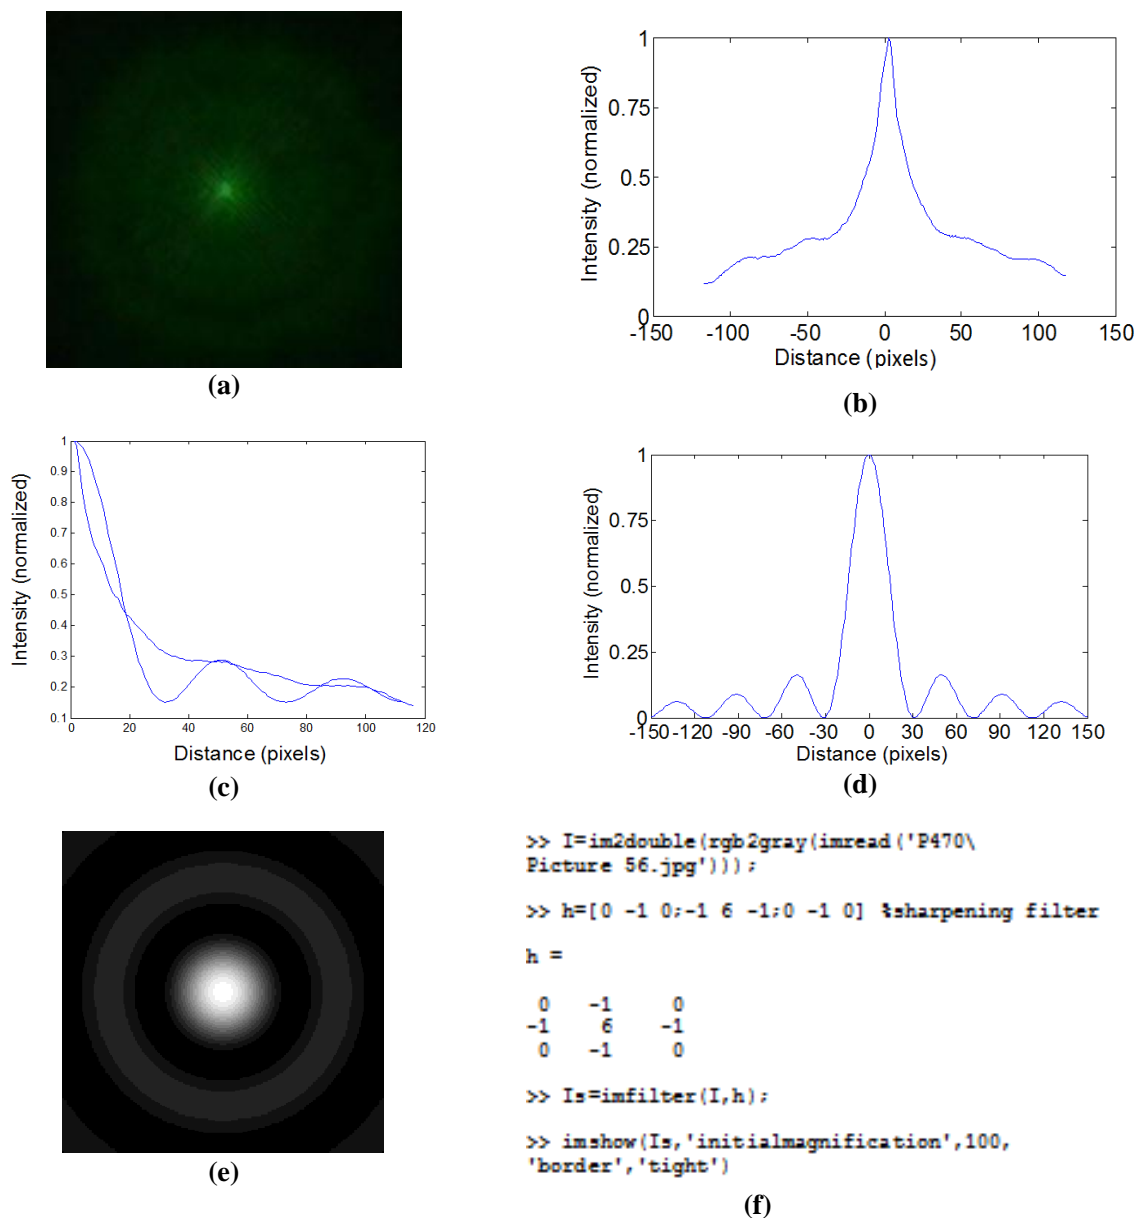 1
0.75
0.5
0.25
0
-150 -100 -50 0 50 100 150
Intensity (normalized)
Distance (pixels)
(a)
(b)
1
0.9
0.8
0.7
0.6
0.5
0.4
0.3
0.2
0.1
0 20 40 60 80 100 120
Intensity (normalized)
Distance (pixels)
(c)
1
0.75
0.5
0.25
0
-150 -120 -90 -60 -30 0 30 60 90 120 150
Intensity (normalized)
Distance (pixels)
(d)
(e)
>> I=im2double(rgb2gray(imread('P470\
Picture 56.jpg')));
>> h=[0 -1 0;-1 6 -1;0 -1 0] %sharpening filter
h =
0 -1 0
-1 6 -1
0 -1 0
>> Is=imfilter(I,h);
>> imshow(Is,'initialmagnification',100,
'border','tight')
(f)